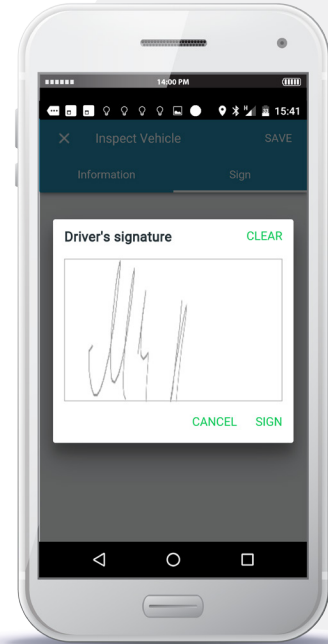 14:00 PM
15:41
Inspect Vehicle SAVE
Information Sign
Driver's signature CLEAR
CANCEL SIGN